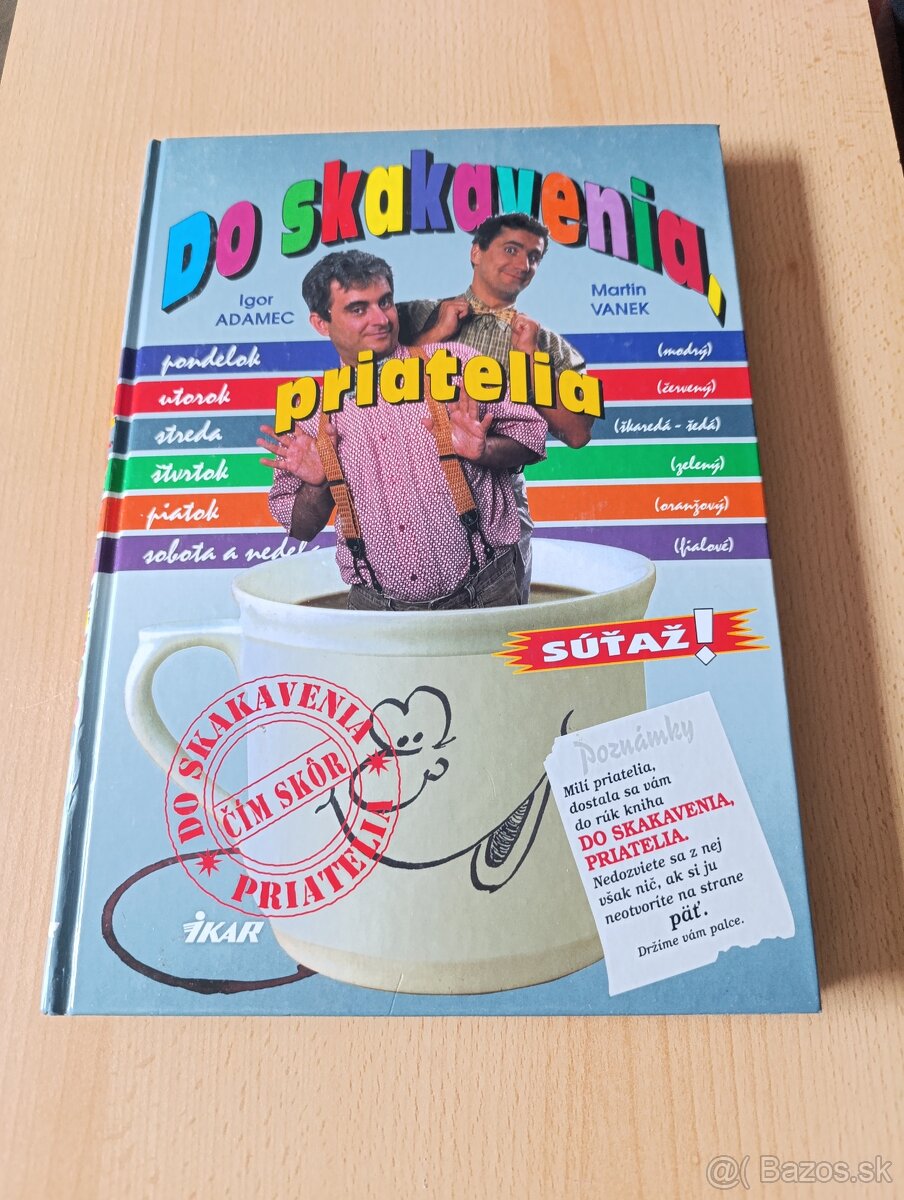 Do skakavenia,
Igor
ADAMEC
Martin
VANEK
priatelia
pondelok (modrý)
utorok (červený)
streda (škaredá - šedá)
štvrtok (zelený)
piatok (oranžový)
sobota a nedeľa (fialové)
SÚŤAŽ!
DO SKAKAVENIA
ČÍM SKÔR
PRIATELIA
Poznámky
Milí priatelia,
dostala sa vám
do rúk kniha
DO SKAKAVENIA,
PRIATELIA.
Nedozviete sa z nej
však nič, ak si ju
neotvoríte na strane
päť.
Držíme vám palce.
IKAR
@( Bazos.sk